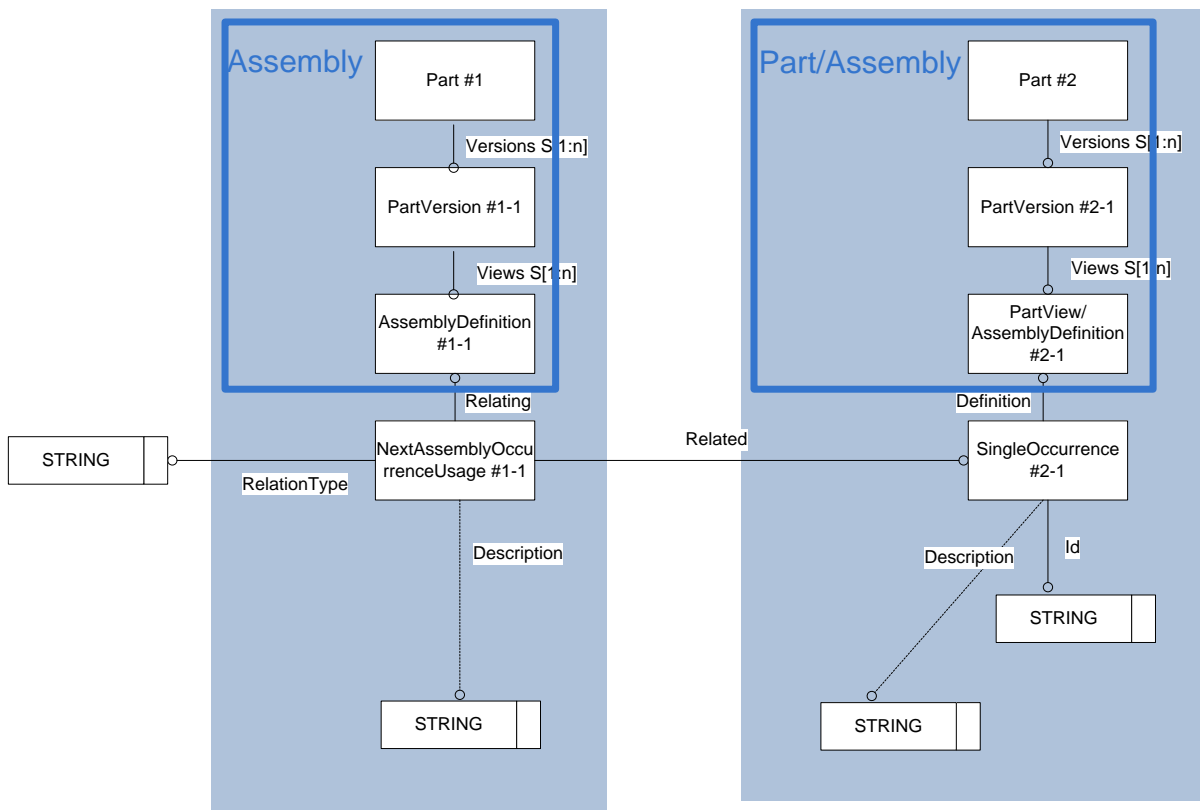 Assembly
Part #1
Versions S[1:n]
PartVersion #1-1
Views S[1:n]
AssemblyDefinition
#1-1
Relating
NextAssemblyOccu
rrenceUsage #1-1
STRING
RelationType
Description
STRING
Related
Part/Assembly
Part #2
Versions S[1:n]
PartVersion #2-1
Views S[1:n]
PartView/
AssemblyDefinition
#2-1
Definition
SingleOccurrence
#2-1
Id
Description
STRING
STRING